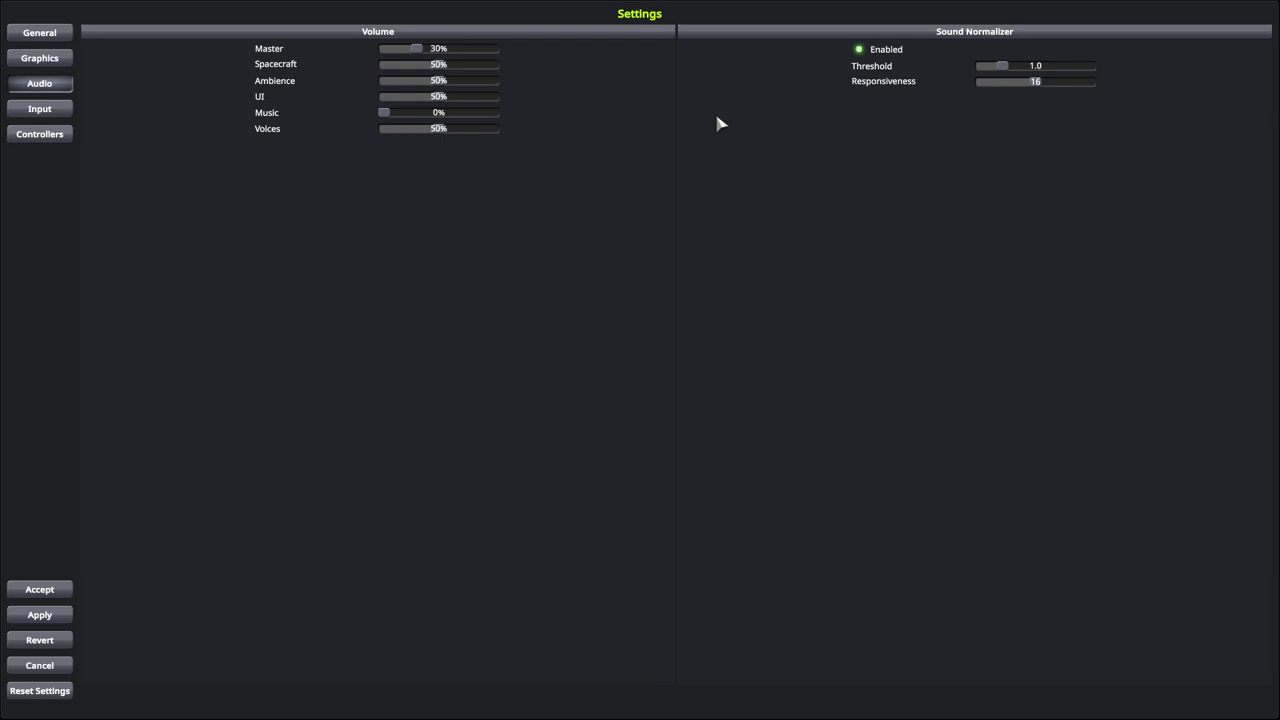 Settings
General
Graphics
Audio
Input
Controllers
Volume
Master 30%
Spacecraft 50%
Ambience 50%
UI 50%
Music 0%
Voices 50%
Sound Normalizer
Enabled
Threshold 1.0
Responsiveness 16
Accept
Apply
Revert
Cancel
Reset Settings